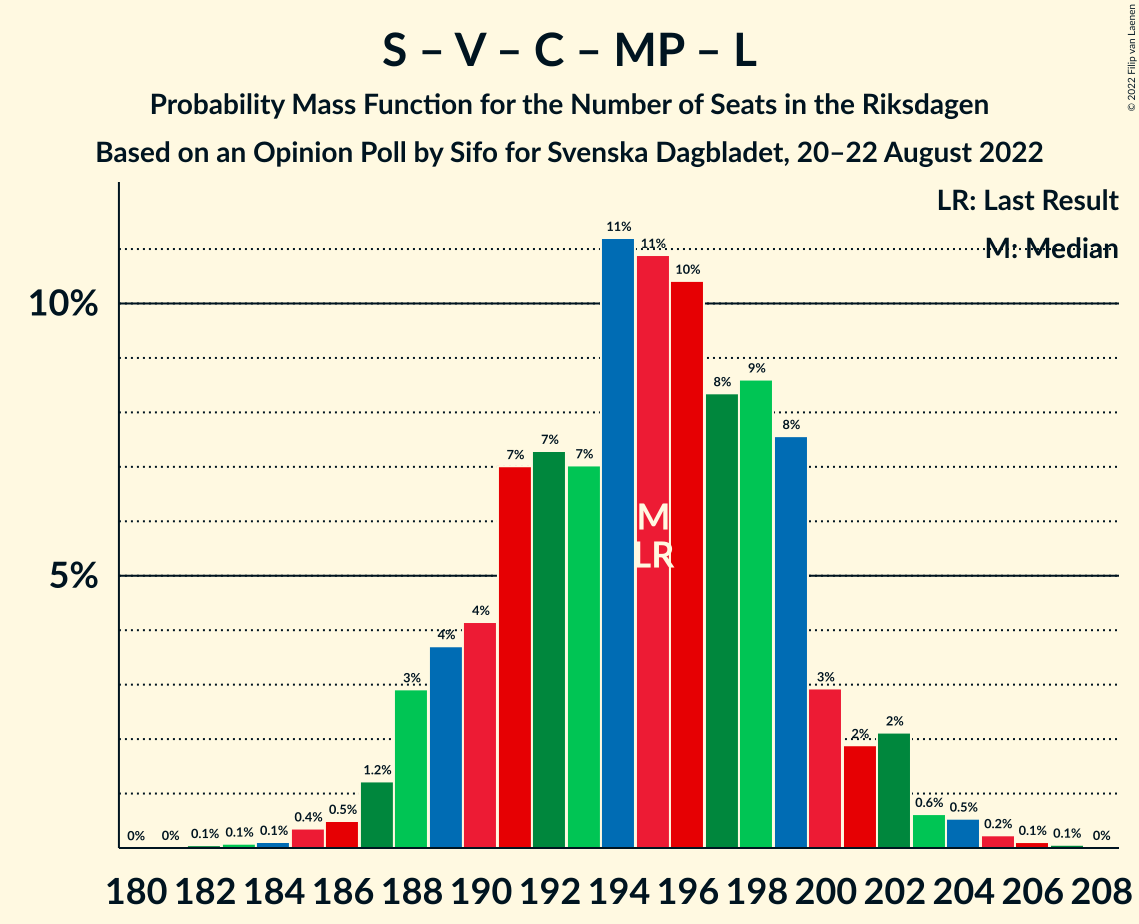 S – V – C – MP – L
Probability Mass Function for the Number of Seats in the Riksdagen
Based on an Opinion Poll by Sifo for Svenska Dagbladet, 20–22 August 2022
© 2022 Filip van Laenen
LR: Last Result
M: Median
10%
5%
0% 0% 0.1% 0.1% 0.1% 0.4% 0.5% 1.2% 3% 4% 4% 7% 7% 7% 11% 11% 10% 8% 9% 8% 3% 2% 2% 0.6% 0.5% 0.2% 0.1% 0.1% 0%
M
LR
180 182 184 186 188 190 192 194 196 198 200 202 204 206 208